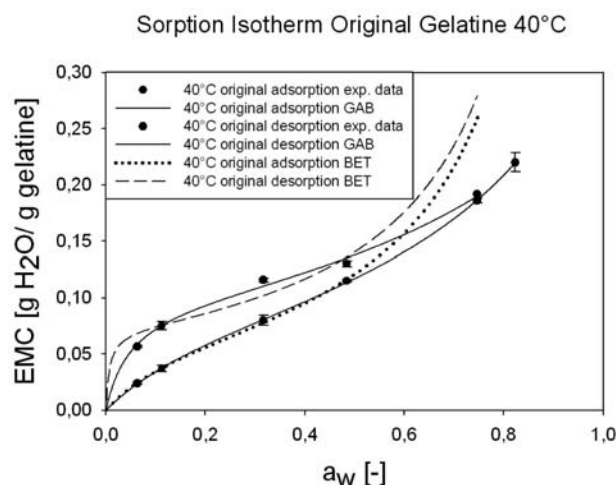 Sorption Isotherm Original Gelatine 40°C
EMC [g H2O/ g gelatine]
0,30
0,25
0,20
0,15
0,10
0,05
0,00
40°C original adsorption exp. data
40°C original adsorption GAB
40°C original desorption exp. data
40°C original desorption GAB
40°C original adsorption BET
40°C original desorption BET
0,0 0,2 0,4 0,6 0,8 1,0
aw [-]